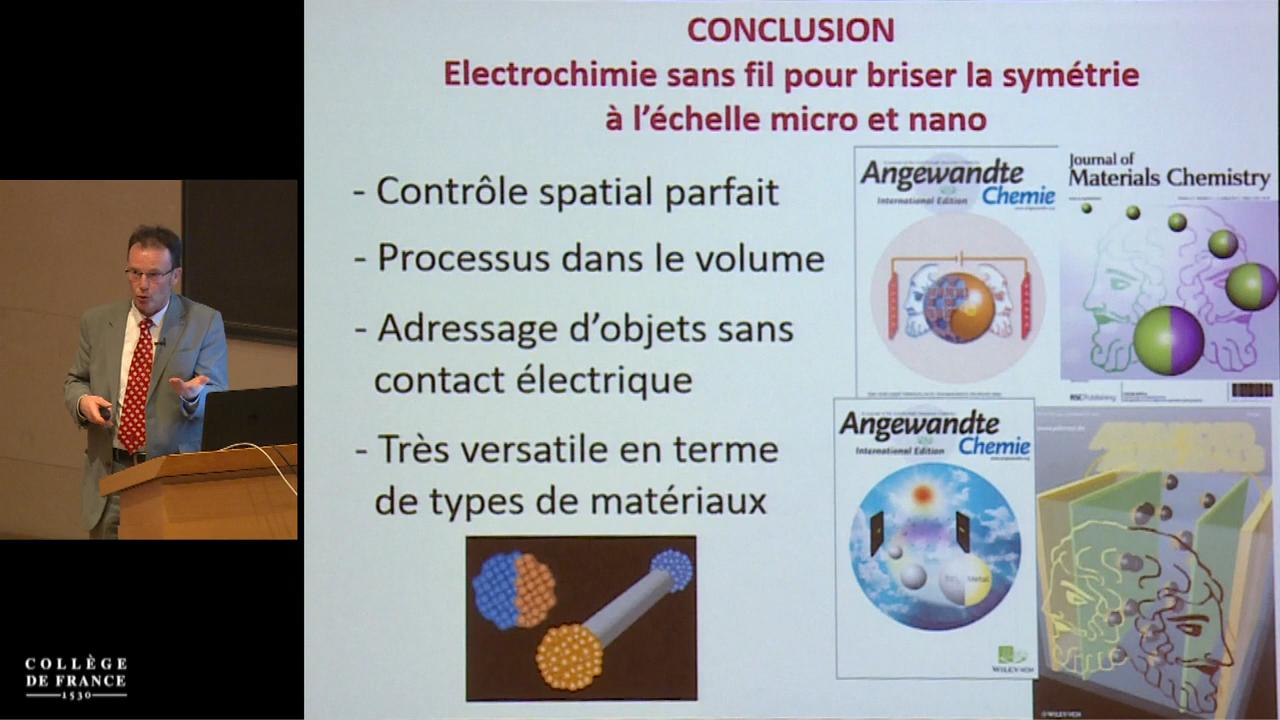 CONCLUSION
Electrochimie sans fil pour briser la symétrie
à l’échelle micro et nano
- Contrôle spatial parfait
- Processus dans le volume
- Adressage d’objets sans
contact électrique
- Très versatile en terme
de types de matériaux
Angewandte
Chemie
International Edition
Journal of
Materials Chemistry
RSCPublishing
Angewandte
Chemie
International Edition
Metal
WILEY-VCH
COLLÈGE
DE FRANCE
1530